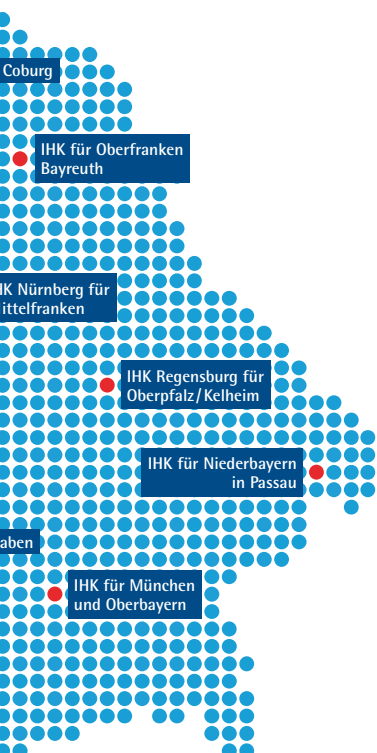 Coburg
IHK für Oberfranken
Bayreuth
K Nürnberg für
ittelfranken
IHK Regensburg für
Oberpfalz/Kelheim
IHK für Niederbayern
in Passau
aben
IHK für München
und Oberbayern